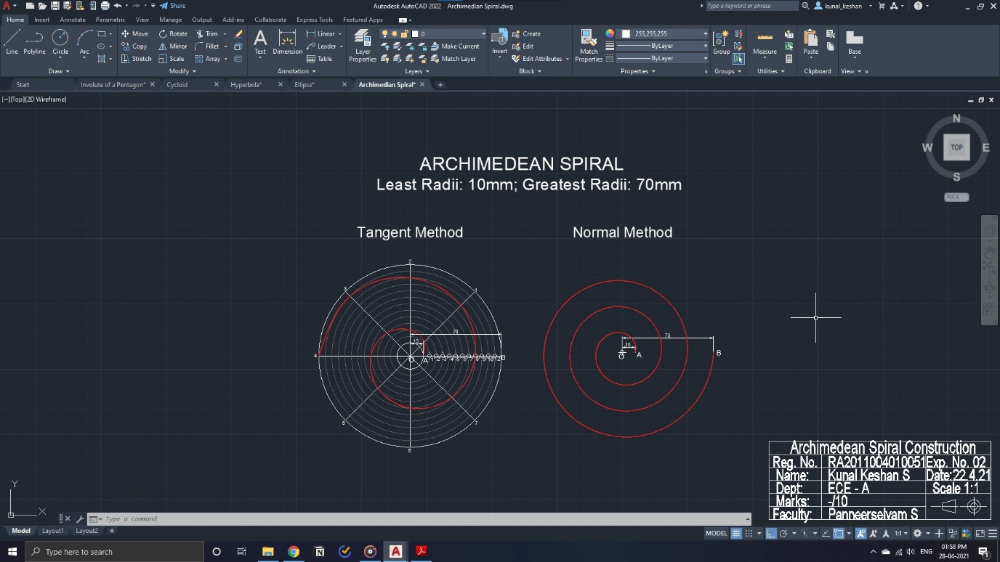 Share
Autodesk AutoCAD 2022 Archimedian Spiral.dwg
Type a keyword or phrase
kunal_keshan
Home Insert Annotate Parametric View Manage Output Add-ins Collaborate Express Tools Featured Apps
Line Polyline Circle Arc
Move Rotate Trim
Copy Mirror Fillet
Stretch Scale Array
Text Dimension
Linear
Leader
Table
Layer Properties
0
Make Current
Match Layer
Insert
Create
Edit
Edit Attributes
Match Properties
255,255,255
ByLayer
ByLayer
Group
Measure
Paste
Base
Draw Modify Annotation Layers Block Properties Groups Utilities Clipboard View
Start Involute of a Pentagon* Cycloid Hyperbola* Ellipse* Archimedian Spiral*
[−][Top][2D Wireframe]
N
W TOP E
S
WCS
ARCHIMEDEAN SPIRAL
Least Radii: 10mm; Greatest Radii: 70mm
Tangent Method
Normal Method
2
3
1
70
10
4
O A 1 2 3 4 5 6 7 8 9 10 11 12 B
5
7
6
70
10
O A B
Archimedean Spiral Construction
Reg. No. RA2011004010051 Exp. No. 02
Name: Kunal Keshan S Date:22.4.21
Dept: ECE - A Scale 1:1
Marks: -/10
Faculty: Panneerselvam S
Y
X
Type a command
Model Layout1 Layout2
MODEL 1:1
Type here to search
ENG
01:58 PM
28-04-2021